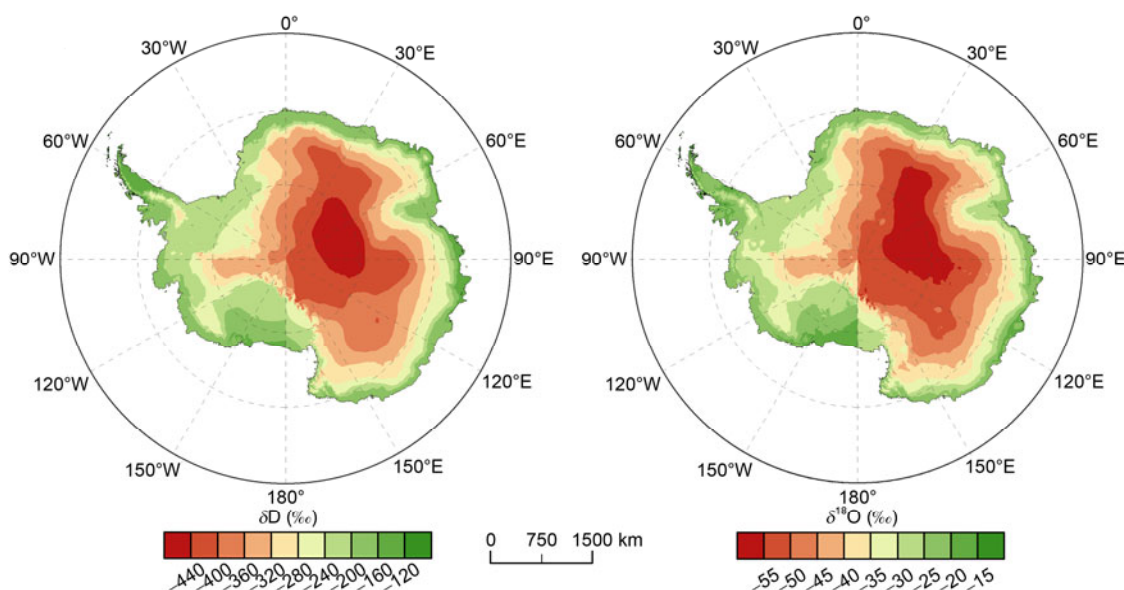 0°
30°W
30°E
60°W
60°E
90°W
90°E
120°W
120°E
150°W
150°E
180°
δD (‰)
–440
–400
–360
–320
–280
–240
–200
–160
–120
0 750 1500 km
0°
30°W
30°E
60°W
60°E
90°W
90°E
120°W
120°E
150°W
150°E
180°
δ¹⁸O (‰)
–55
–50
–45
–40
–35
–30
–25
–20
–15